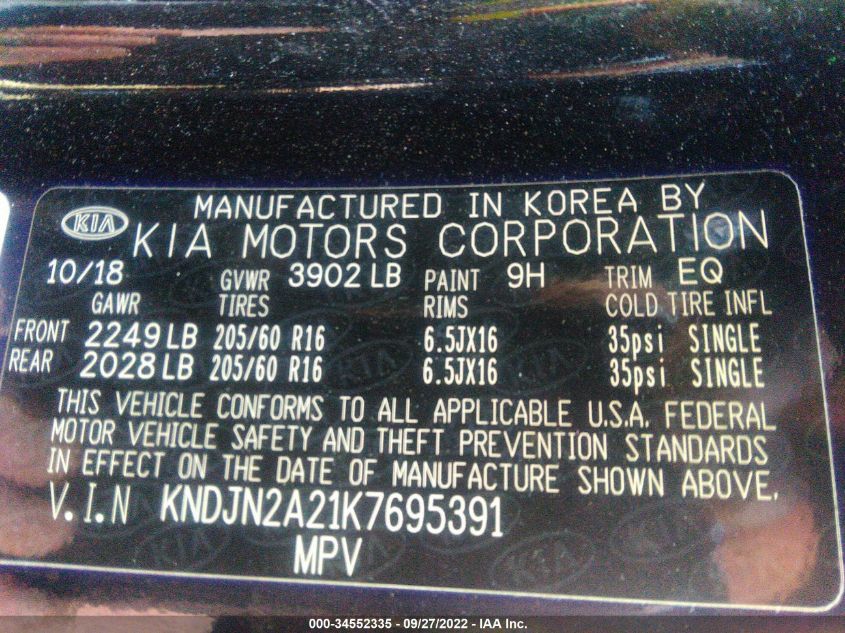 MANUFACTURED IN KOREA BY
KIA KIA MOTORS CORPORATION
10/18 GVWR 3902 LB PAINT 9H TRIM EQ
GAWR TIRES RIMS COLD TIRE INFL
FRONT 2249 LB 205/60 R16 6.5JX16 35psi SINGLE
REAR 2028 LB 205/60 R16 6.5JX16 35psi SINGLE
THIS VEHICLE CONFORMS TO ALL APPLICABLE U.S.A. FEDERAL
MOTOR VEHICLE SAFETY AND THEFT PREVENTION STANDARDS
IN EFFECT ON THE DATE OF MANUFACTURE SHOWN ABOVE.
V.I.N KNDJN2A21K7695391
MPV
000-34552335 - 09/27/2022 - IAA Inc.